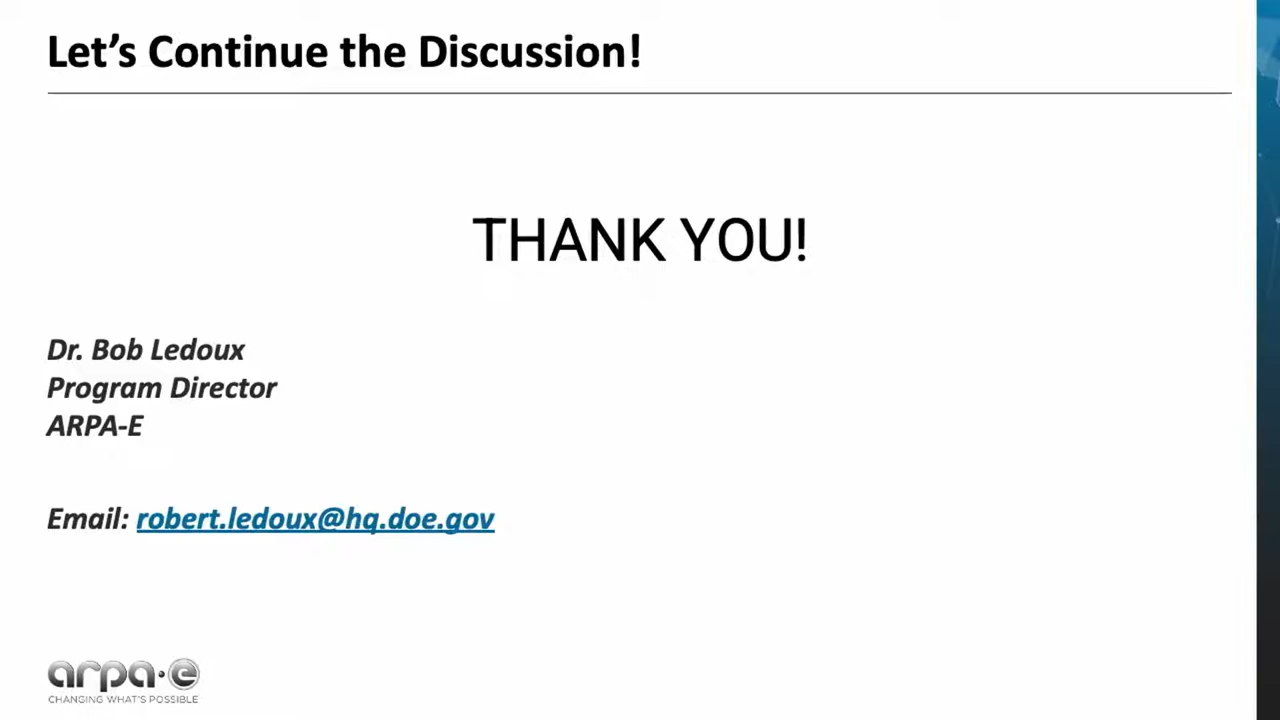 Let's Continue the Discussion!
THANK YOU!
Dr. Bob Ledoux
Program Director
ARPA-E
Email: robert.ledoux@hq.doe.gov
arpa·e
CHANGING WHAT'S POSSIBLE